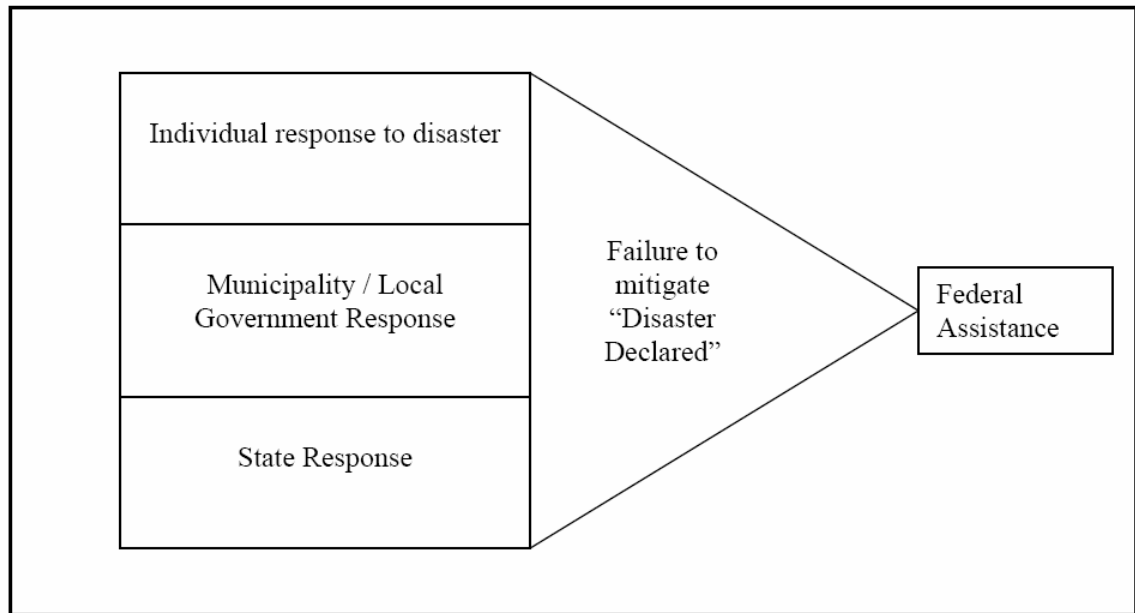 Individual response to disaster
Municipality / Local
Government Response
State Response
Failure to
mitigate
“Disaster
Declared”
Federal
Assistance